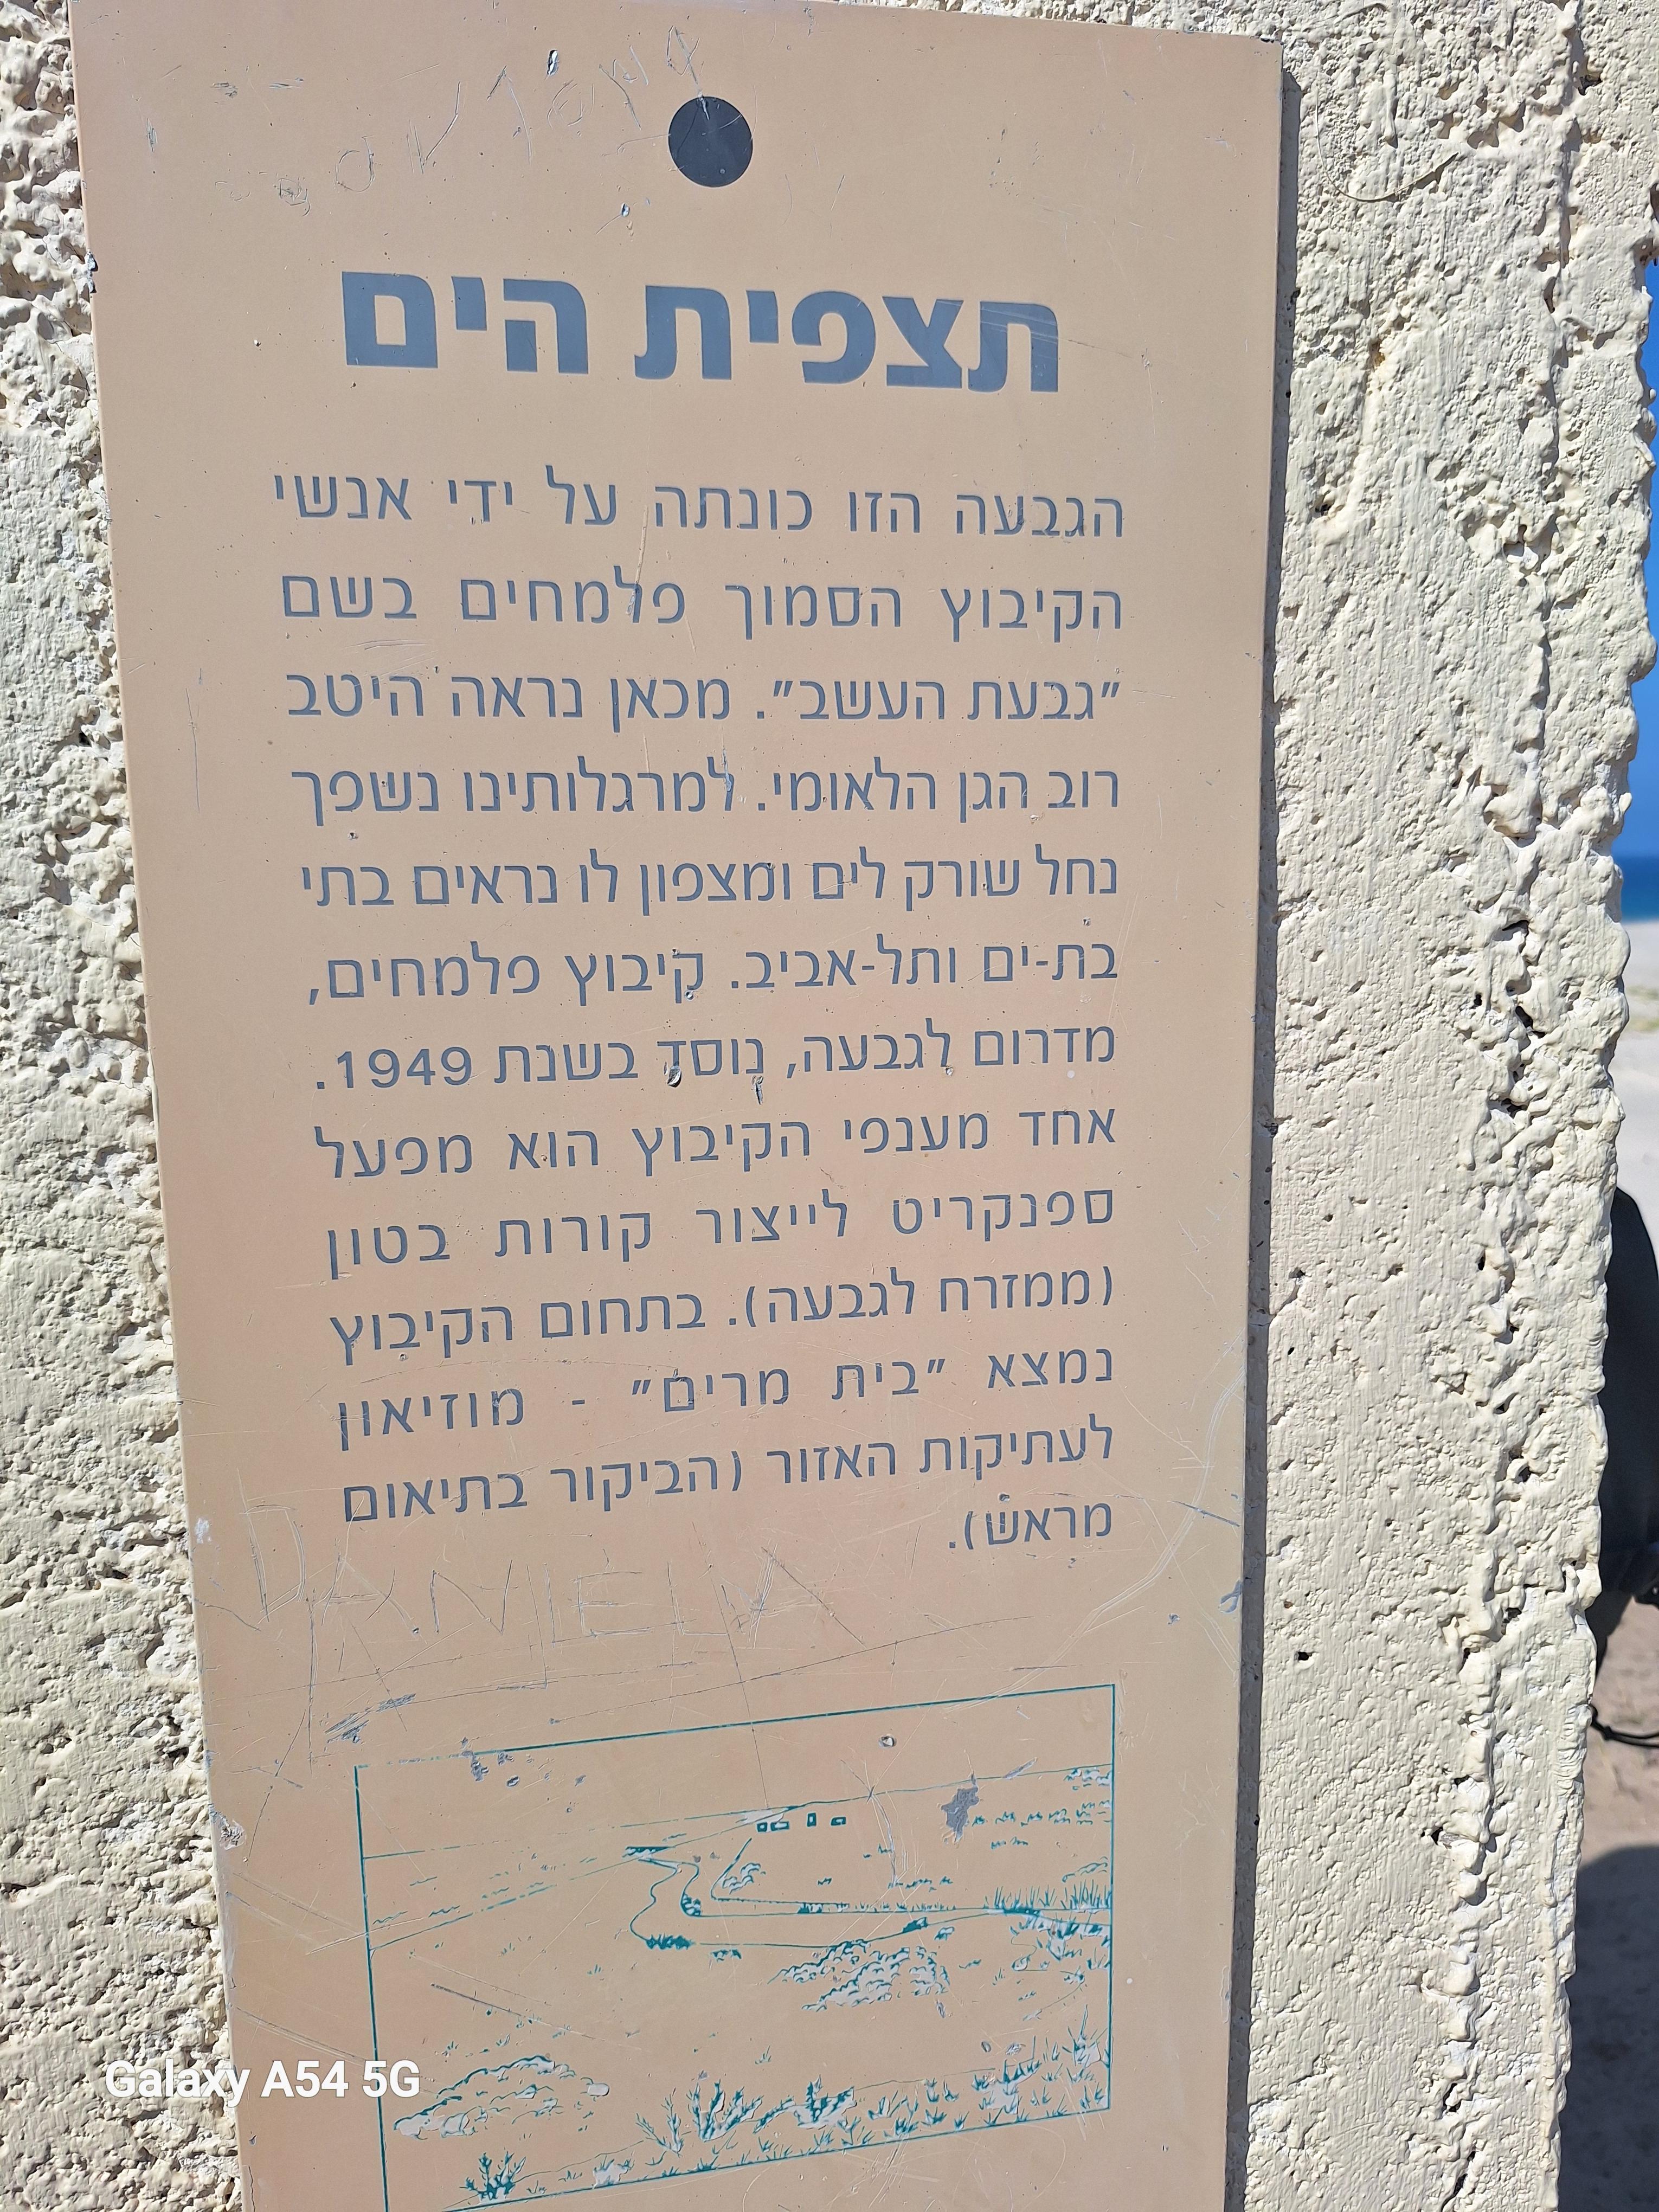 תצפית הים
הגבעה הזו כונתה על ידי אנשי
הקיבוץ הסמוך פלמחים בשם
"גבעת העשב". מכאן נראה היטב
רוב הגן הלאומי. למרגלותינו נשפך
נחל שורק לים ומצפון לו נראים בתי
בת-ים ותל-אביב. קיבוץ פלמחים,
מדרום לגבעה, נוסד בשנת 1949.
אחד מענפי הקיבוץ הוא מפעל
ספנקריט לייצור קורות בטון
(ממזרח לגבעה). בתחום הקיבוץ
נמצא "בית מרים" - מוזיאון
לעתיקות האזור (הביקור בתיאום
מראש).
DANIELA
Galaxy A54 5G